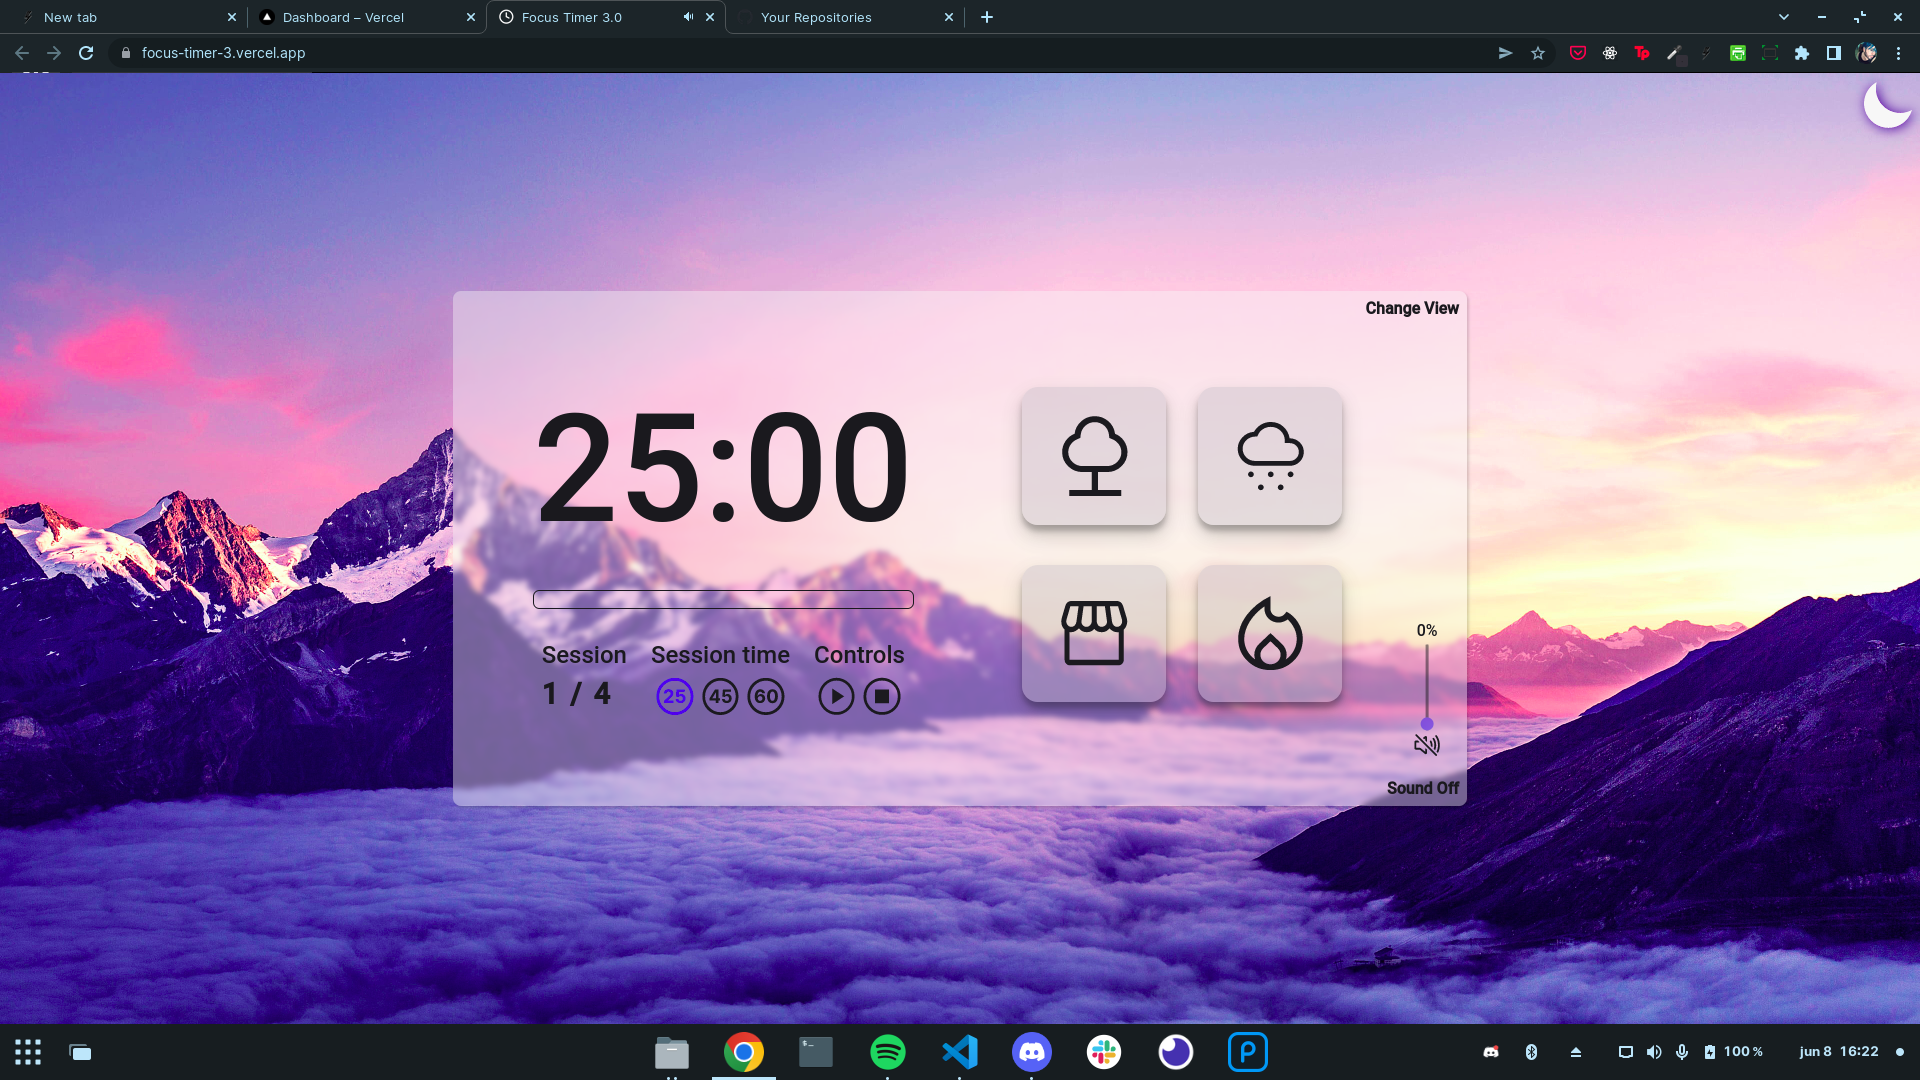 New tab
Dashboard – Vercel
Focus Timer 3.0
Your Repositories
focus-timer-3.vercel.app
Tp
Change View
25:00
0%
Session
Session time
Controls
1 / 4
25
45
60
Sound Off
$_
100 %
jun 8 16:22